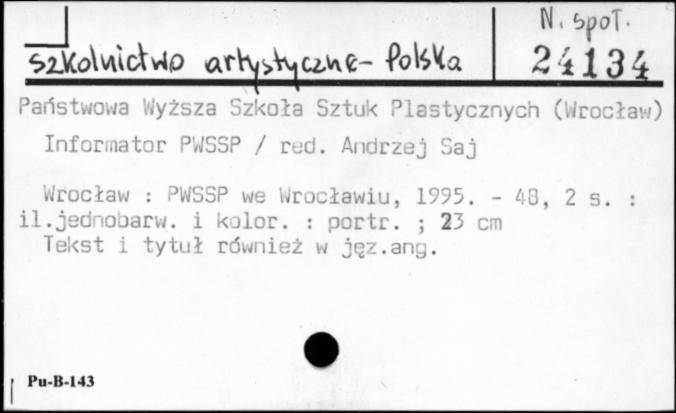 N. społ.
szkolnictwo artystyczne - Polska
24134
Państwowa Wyższa Szkoła Sztuk Plastycznych (Wrocław)
Informator PWSSP / red. Andrzej Saj
Wrocław : PWSSP we Wrocławiu, 1995. - 48, 2 s. :
il.jednobarw. i kolor. : portr. ; 23 cm
Tekst i tytuł również w jęz.ang.
Pu-B-143